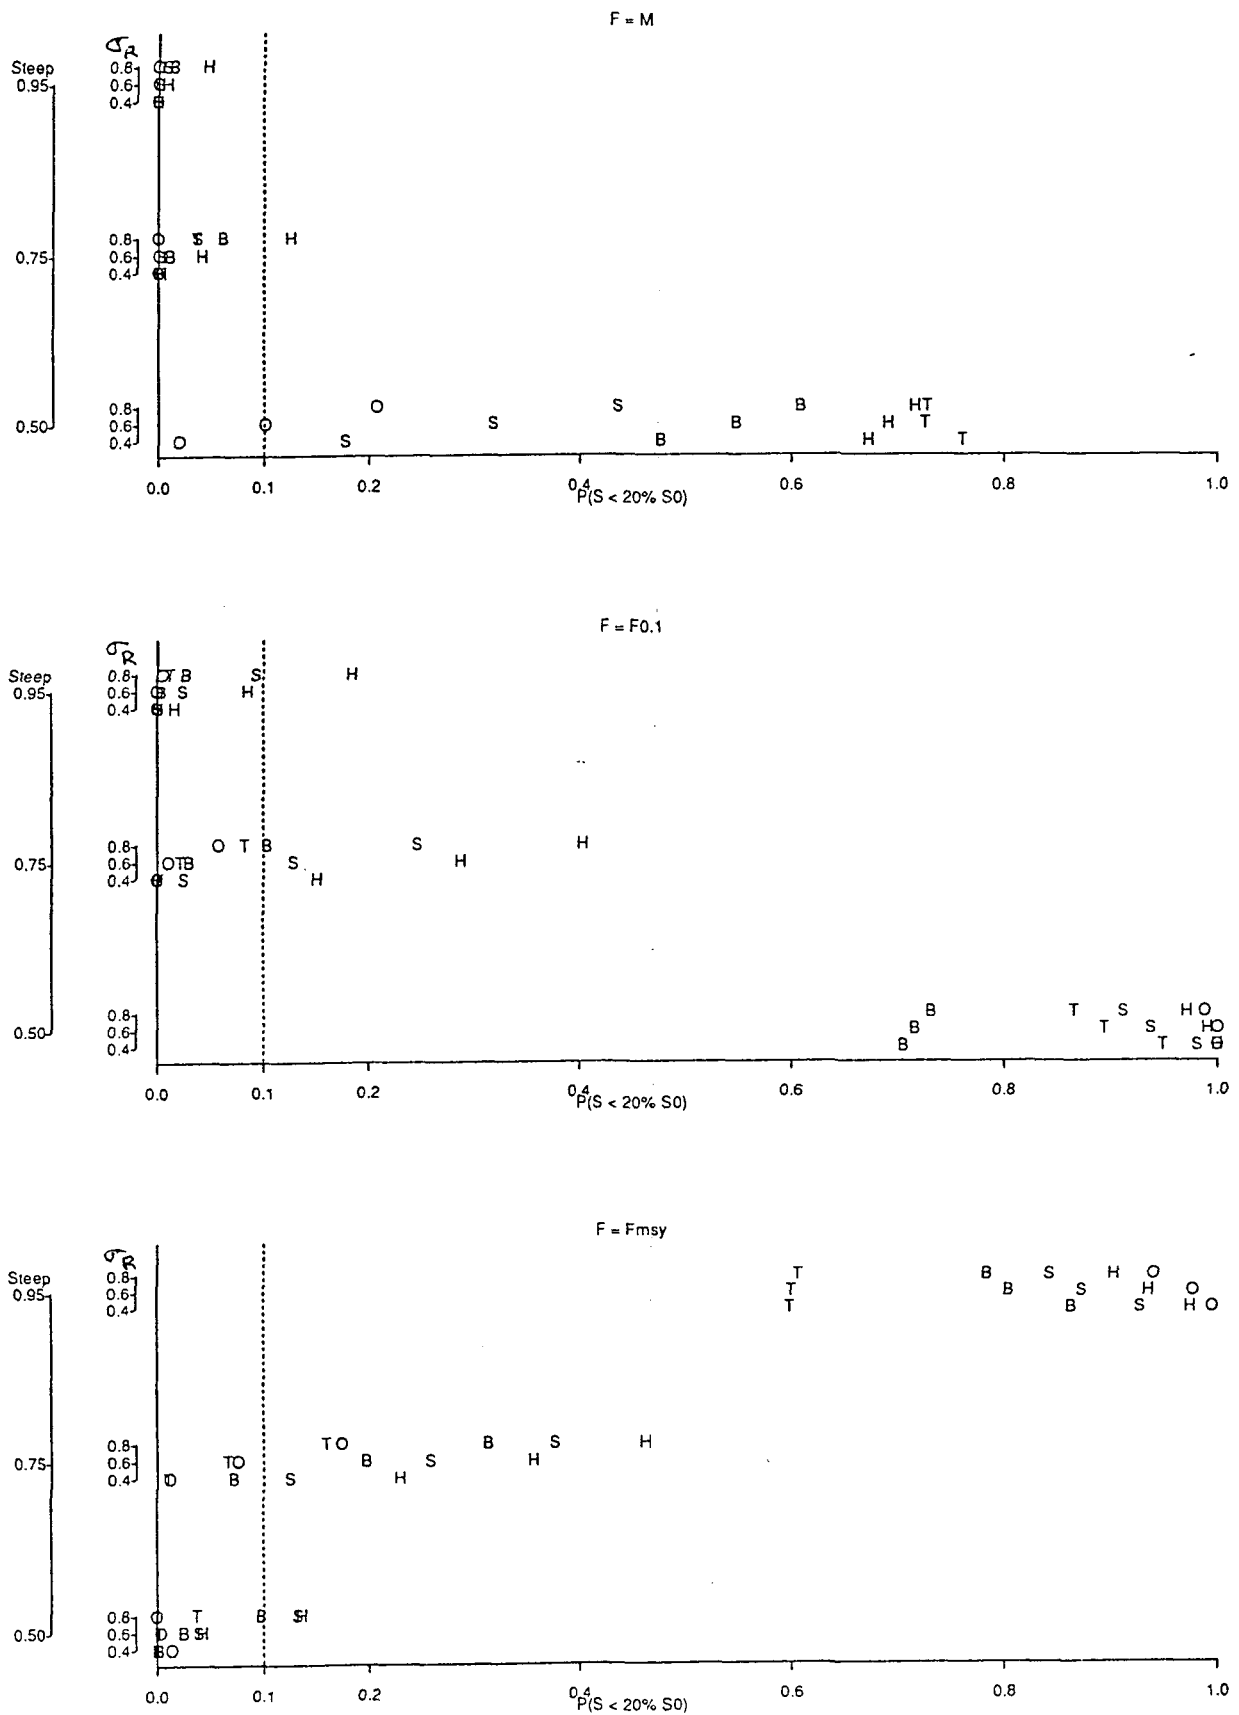 F = M
σR
Steep 0.8 O S B H
0.95 0.6 O H
0.4
0.8 O S B H
0.75 0.6 O B H
0.4
0.8 O S B H T
0.50 0.6 O S B H T
0.4 O S B H T
0.0 0.1 0.2 0.4 0.6 0.8 1.0
P(S < 20% S0)
F = F0.1
σR
Steep 0.8 O T B S H
0.95 0.6 O B S H
0.4 H
0.8 O T B S H
0.75 0.6 O T B S H
0.4 S H
0.8 B T S H O
0.50 0.6 B T S H O
0.4 B T S
0.0 0.1 0.2 0.4 0.6 0.8 1.0
P(S < 20% S0)
F = Fmsy
σR
Steep 0.8 T B S H O
0.95 0.6 T B S H O
0.4 T B S H O
0.8 T O B S H
0.75 0.6 T O B S H
0.4 O B S H
0.8 O T B S H
0.50 0.6 O B S H
0.4 B O
0.0 0.1 0.2 0.4 0.6 0.8 1.0
P(S < 20% S0)